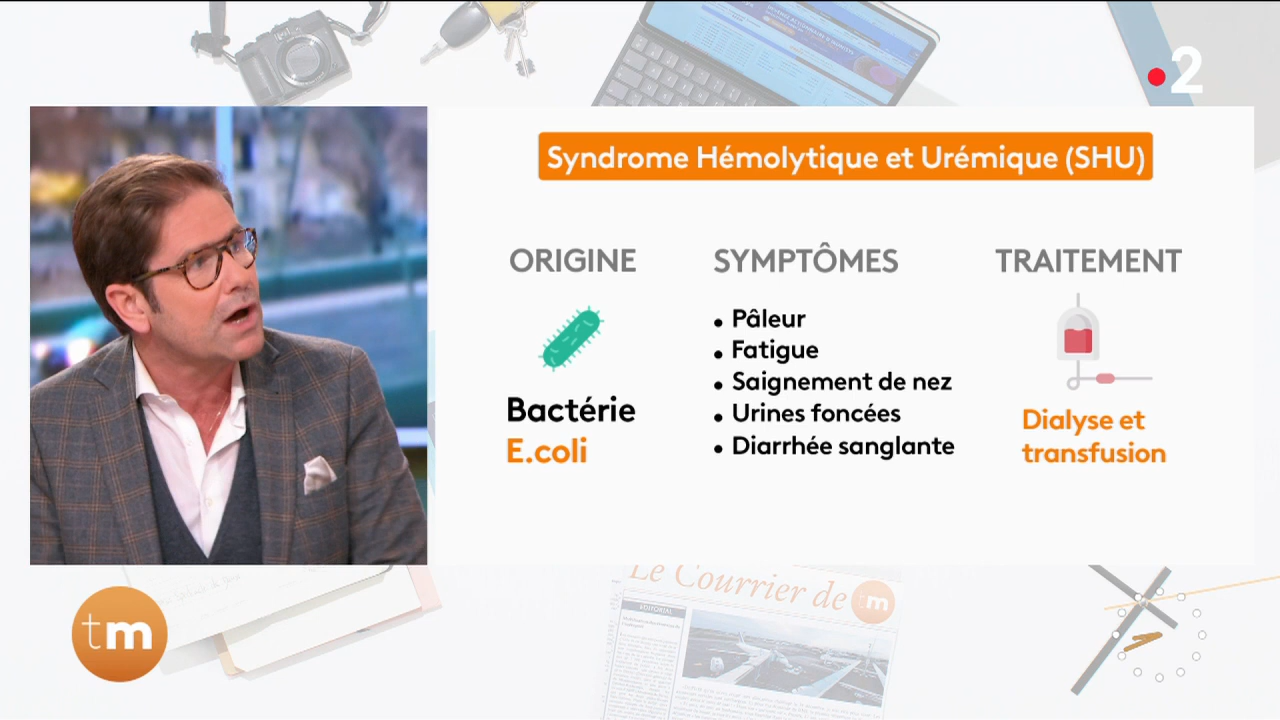 2
Syndrome Hémolytique et Urémique (SHU)
ORIGINE
Bactérie
E.coli
SYMPTÔMES
• Pâleur
• Fatigue
• Saignement de nez
• Urines foncées
• Diarrhée sanglante
TRAITEMENT
Dialyse et
transfusion
tm
Le Courrier de tm
EDITORIAL